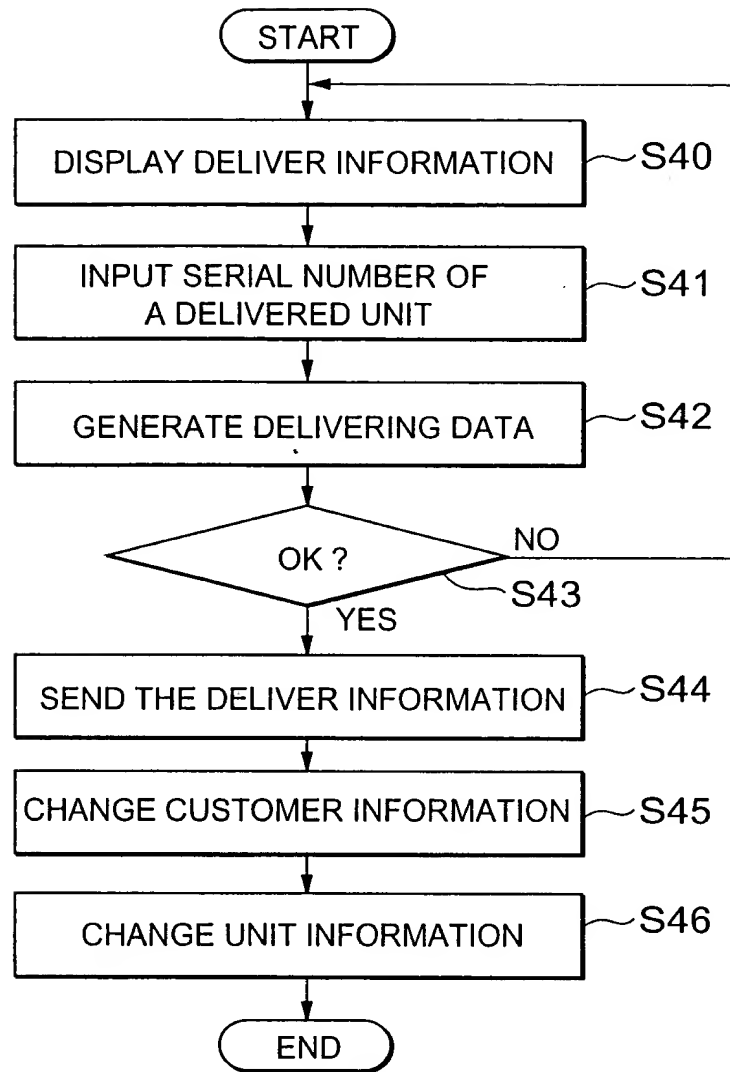 START
DISPLAY DELIVER INFORMATION
S40
INPUT SERIAL NUMBER OF
A DELIVERED UNIT
S41
GENERATE DELIVERING DATA
S42
OK ?
NO
S43
YES
SEND THE DELIVER INFORMATION
S44
CHANGE CUSTOMER INFORMATION
S45
CHANGE UNIT INFORMATION
S46
END